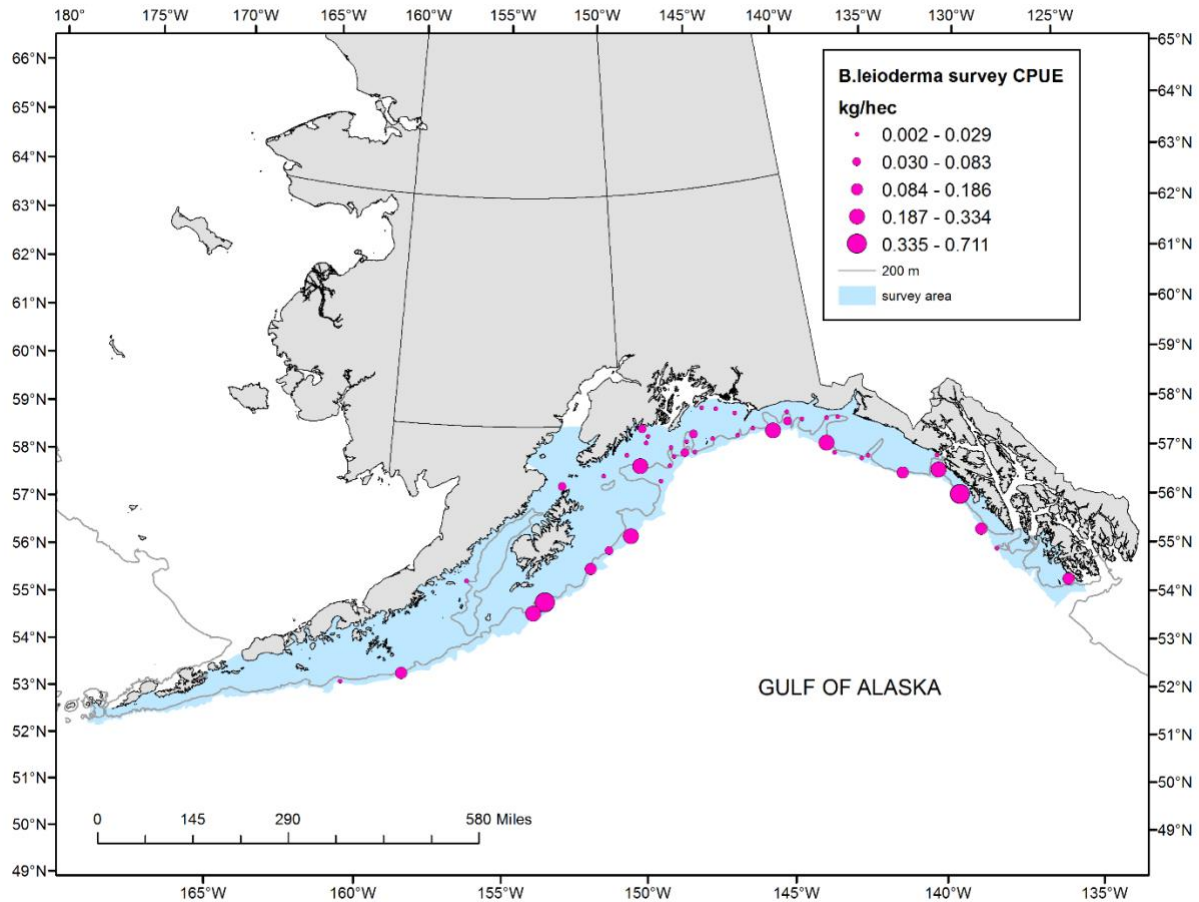 180° 175°W 170°W 165°W 160°W 155°W 150°W 145°W 140°W 135°W 130°W 125°W
B.leioderma survey CPUE
kg/hec
0.002 - 0.029
0.030 - 0.083
0.084 - 0.186
0.187 - 0.334
0.335 - 0.711
200 m
survey area
66°N
65°N
64°N
63°N
62°N
61°N
60°N
59°N
58°N
57°N
56°N
55°N
54°N
53°N
52°N
51°N
50°N
49°N
65°N
64°N
63°N
62°N
61°N
60°N
59°N
58°N
57°N
56°N
55°N
54°N
53°N
52°N
51°N
50°N
49°N
GULF OF ALASKA
0 145 290 580 Miles
165°W 160°W 155°W 150°W 145°W 140°W 135°W